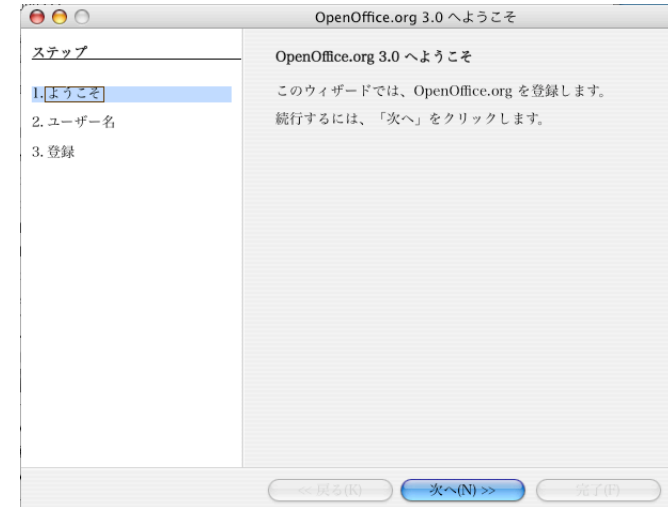 OpenOffice.org 3.0 へようこそ
ステップ
1. ようこそ
2. ユーザー名
3. 登録
OpenOffice.org 3.0 へようこそ
このウィザードでは、OpenOffice.org を登録します。
続行するには、「次へ」をクリックします。
<< 戻る(K)
次へ(N) >>
完了(F)